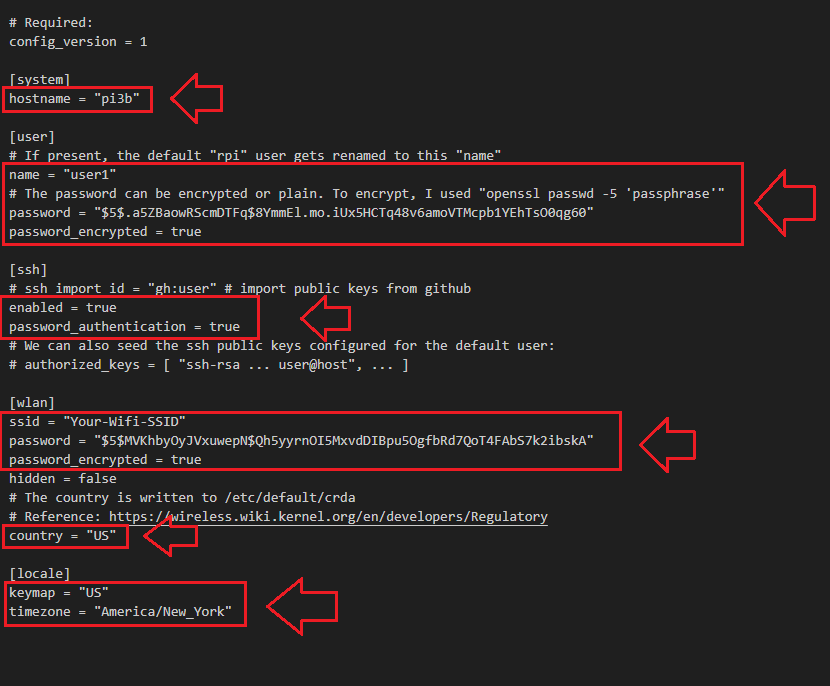 # Required:
config_version = 1
[system]
hostname = "pi3b"
[user]
# If present, the default "rpi" user gets renamed to this "name"
name = "user1"
# The password can be encrypted or plain. To encrypt, I used "openssl passwd -5 'passphrase'"
password = "$5$.a5ZBaowRScmDTFq$8YmmEl.mo.iUx5HCTq48v6amoVTMcpb1YEhTsO0qg60"
password_encrypted = true
[ssh]
# ssh_import_id = "gh:user" # import public keys from github
enabled = true
password_authentication = true
# We can also seed the ssh public keys configured for the default user:
# authorized_keys = [ "ssh-rsa ... user@host", ... ]
[wlan]
ssid = "Your-Wifi-SSID"
password = "$5$MVKhbyOyJVxuwepN$Qh5yyrnOI5MxvdDIBpu5OgfbRd7QoT4FAbS7k2ibskA"
password_encrypted = true
hidden = false
# The country is written to /etc/default/crda
# Reference: https://wireless.wiki.kernel.org/en/developers/Regulatory
country = "US"
[locale]
keymap = "US"
timezone = "America/New_York"